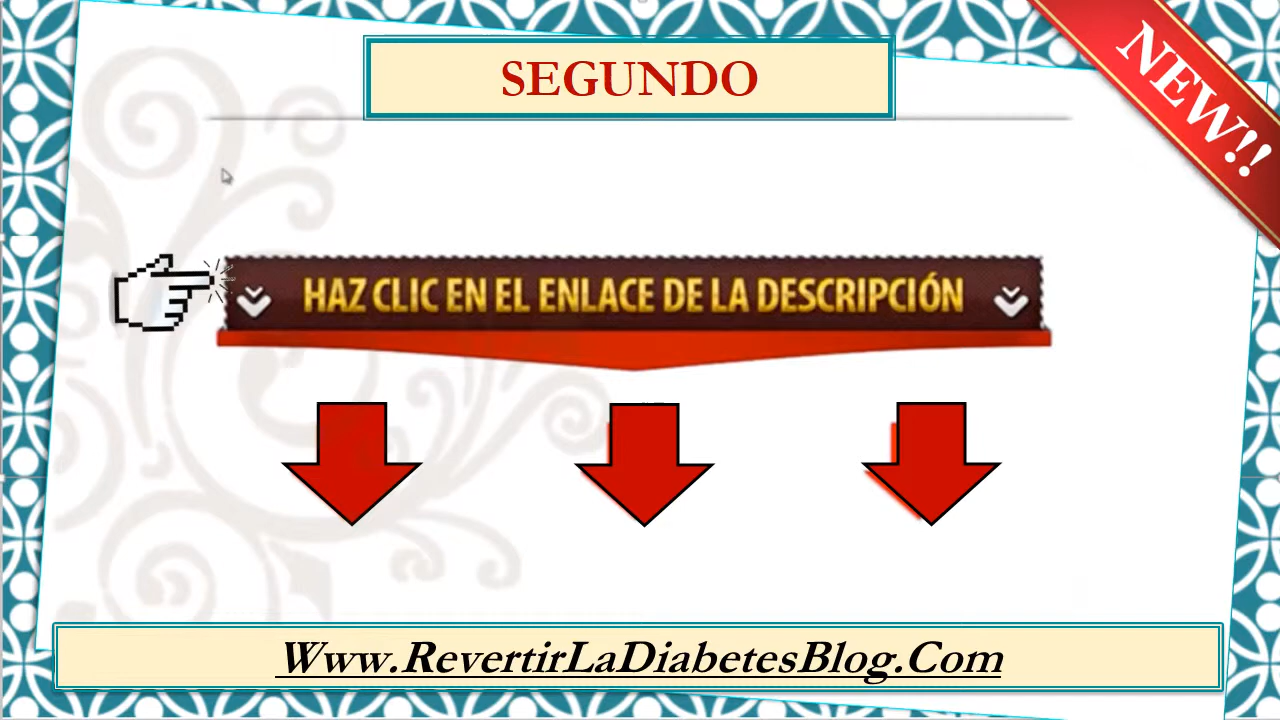 SEGUNDO
NEW!!
HAZ CLIC EN EL ENLACE DE LA DESCRIPCIÓN
Www.RevertirLaDiabetesBlog.Com